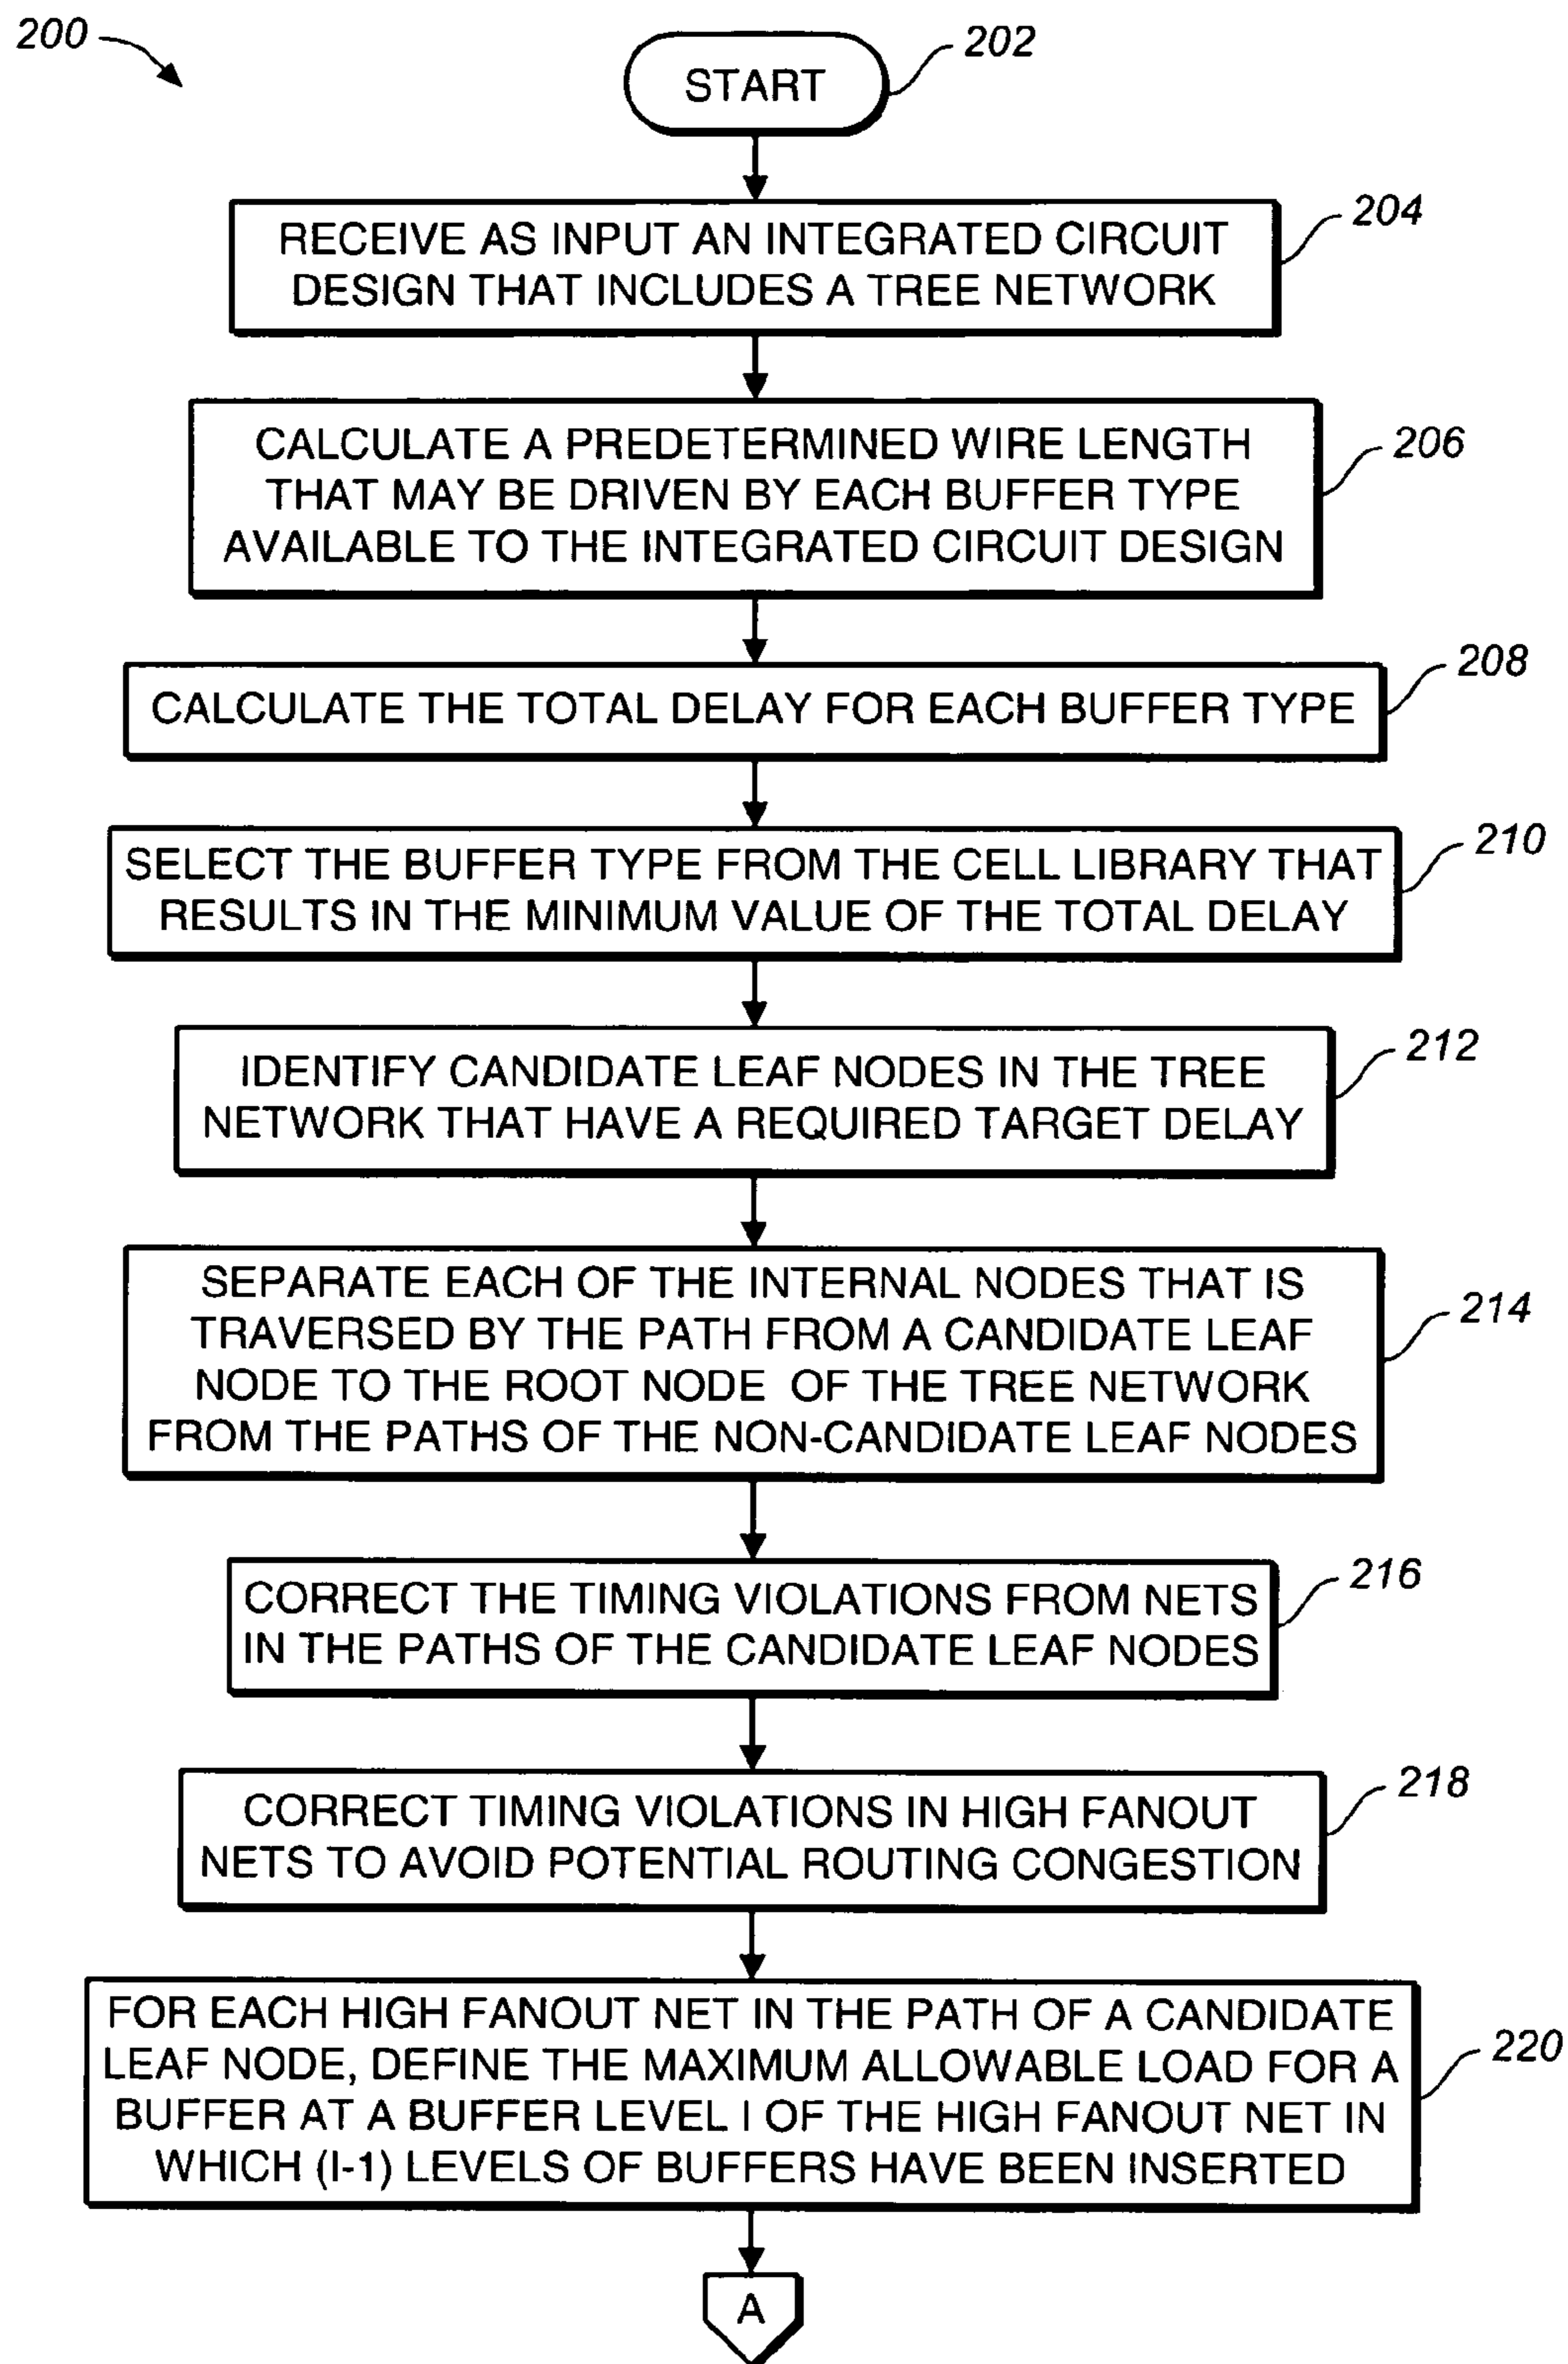 200
START
202
RECEIVE AS INPUT AN INTEGRATED CIRCUIT
DESIGN THAT INCLUDES A TREE NETWORK
204
CALCULATE A PREDETERMINED WIRE LENGTH
THAT MAY BE DRIVEN BY EACH BUFFER TYPE
AVAILABLE TO THE INTEGRATED CIRCUIT DESIGN
206
CALCULATE THE TOTAL DELAY FOR EACH BUFFER TYPE
208
SELECT THE BUFFER TYPE FROM THE CELL LIBRARY THAT
RESULTS IN THE MINIMUM VALUE OF THE TOTAL DELAY
210
IDENTIFY CANDIDATE LEAF NODES IN THE TREE
NETWORK THAT HAVE A REQUIRED TARGET DELAY
212
SEPARATE EACH OF THE INTERNAL NODES THAT IS
TRAVERSED BY THE PATH FROM A CANDIDATE LEAF
NODE TO THE ROOT NODE OF THE TREE NETWORK
FROM THE PATHS OF THE NON-CANDIDATE LEAF NODES
214
CORRECT THE TIMING VIOLATIONS FROM NETS
IN THE PATHS OF THE CANDIDATE LEAF NODES
216
CORRECT TIMING VIOLATIONS IN HIGH FANOUT
NETS TO AVOID POTENTIAL ROUTING CONGESTION
218
FOR EACH HIGH FANOUT NET IN THE PATH OF A CANDIDATE
LEAF NODE, DEFINE THE MAXIMUM ALLOWABLE LOAD FOR A
BUFFER AT A BUFFER LEVEL I OF THE HIGH FANOUT NET IN
WHICH (I-1) LEVELS OF BUFFERS HAVE BEEN INSERTED
220
A